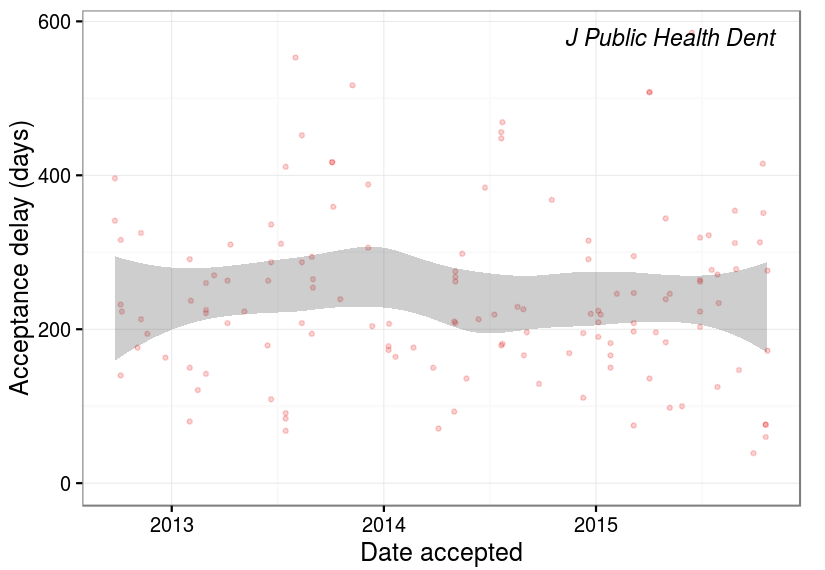 J Public Health Dent
600
400
200
0
Acceptance delay (days)
2013 2014 2015
Date accepted